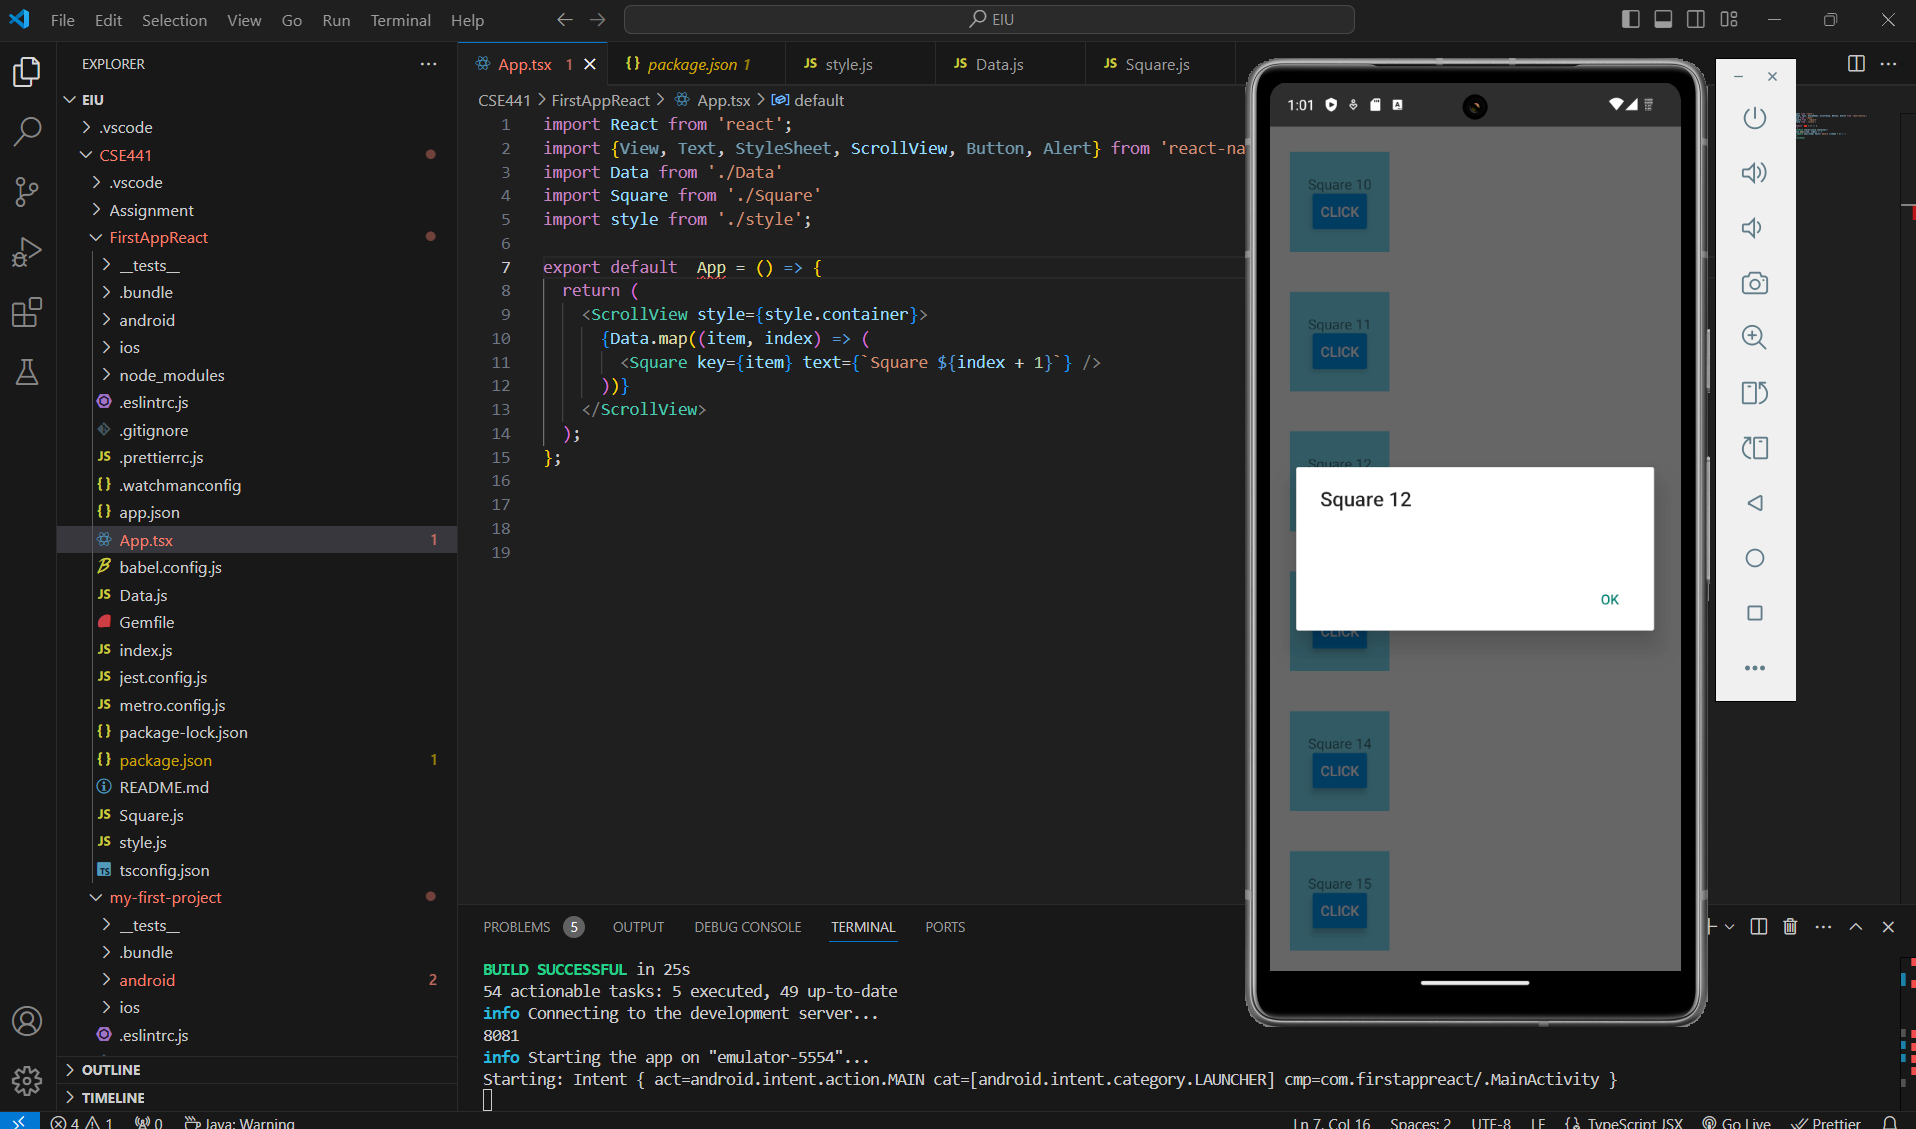 File Edit Selection View Go Run Terminal Help
EIU
EXPLORER
EIU
.vscode
CSE441
.vscode
Assignment
FirstAppReact
__tests__
.bundle
android
ios
node_modules
.eslintrc.js
.gitignore
.prettierrc.js
.watchmanconfig
app.json
App.tsx 1
babel.config.js
Data.js
Gemfile
index.js
jest.config.js
metro.config.js
package-lock.json
package.json 1
README.md
Square.js
style.js
tsconfig.json
my-first-project
__tests__
.bundle
android 2
ios
.eslintrc.js
OUTLINE
TIMELINE
App.tsx 1 package.json 1 style.js Data.js Square.js
CSE441 > FirstAppReact > App.tsx > default
1 import React from 'react';
2 import {View, Text, StyleSheet, ScrollView, Button, Alert} from 'react-na
3 import Data from './Data'
4 import Square from './Square'
5 import style from './style';
6
7 export default  App = () => {
8 return (
9 <ScrollView style={style.container}>
10 {Data.map((item, index) => (
11 <Square key={item} text={`Square ${index + 1}`} />
12 ))}
13 </ScrollView>
14 );
15 };
16
17
18
19
1:01
Square 10
CLICK
Square 11
CLICK
Square 12
Square 12
OK
CLICK
Square 14
CLICK
Square 15
CLICK
PROBLEMS 5 OUTPUT DEBUG CONSOLE TERMINAL PORTS
BUILD SUCCESSFUL in 25s
54 actionable tasks: 5 executed, 49 up-to-date
info Connecting to the development server...
8081
info Starting the app on "emulator-5554"...
Starting: Intent { act=android.intent.action.MAIN cat=[android.intent.category.LAUNCHER] cmp=com.firstappreact/.MainActivity }
4 1 0 Java: Warning Ln 7, Col 16 Spaces: 2 UTF-8 LF {} TypeScript JSX Go Live Prettier